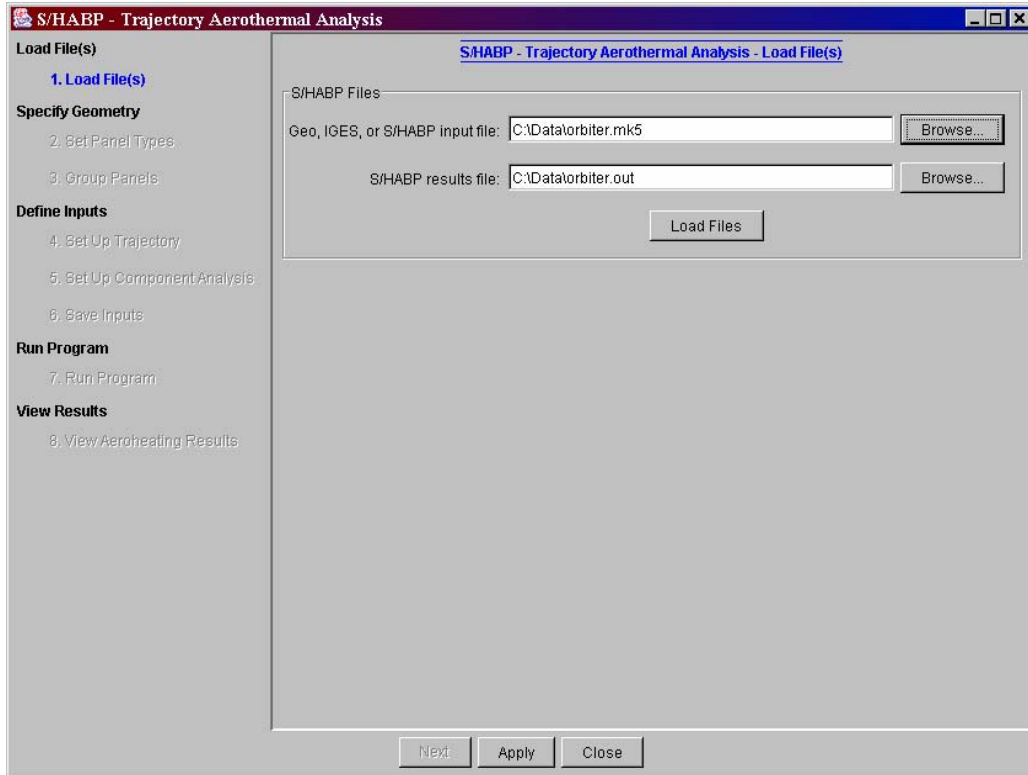 S/HABP - Trajectory Aerothermal Analysis
Load File(s)
1. Load File(s)
Specify Geometry
2. Set Panel Types
3. Group Panels
Define Inputs
4. Set Up Trajectory
5. Set Up Component Analysis
6. Save Inputs
Run Program
7. Run Program
View Results
8. View Aeroheating Results
S/HABP - Trajectory Aerothermal Analysis - Load File(s)
S/HABP Files
Geo, IGES, or S/HABP input file: C:\Data\orbiter.mk5 Browse...
S/HABP results file: C:\Data\orbiter.out Browse...
Load Files
Next Apply Close